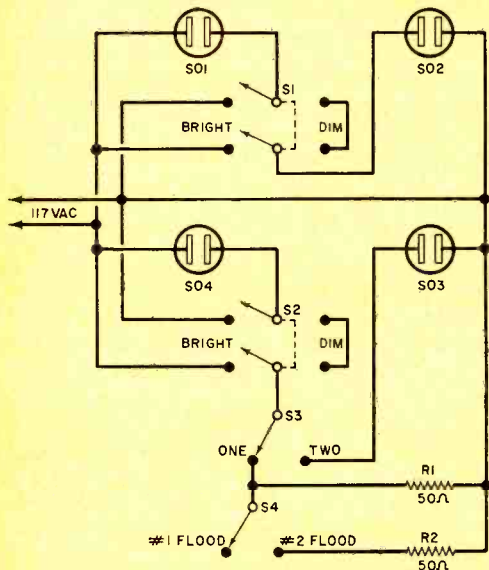 SO1
SO2
S1
BRIGHT
DIM
117VAC
SO4
SO3
S2
BRIGHT
DIM
S3
ONE
TWO
R1
50Ω
S4
#1 FLOOD
#2 FLOOD
R2
50Ω